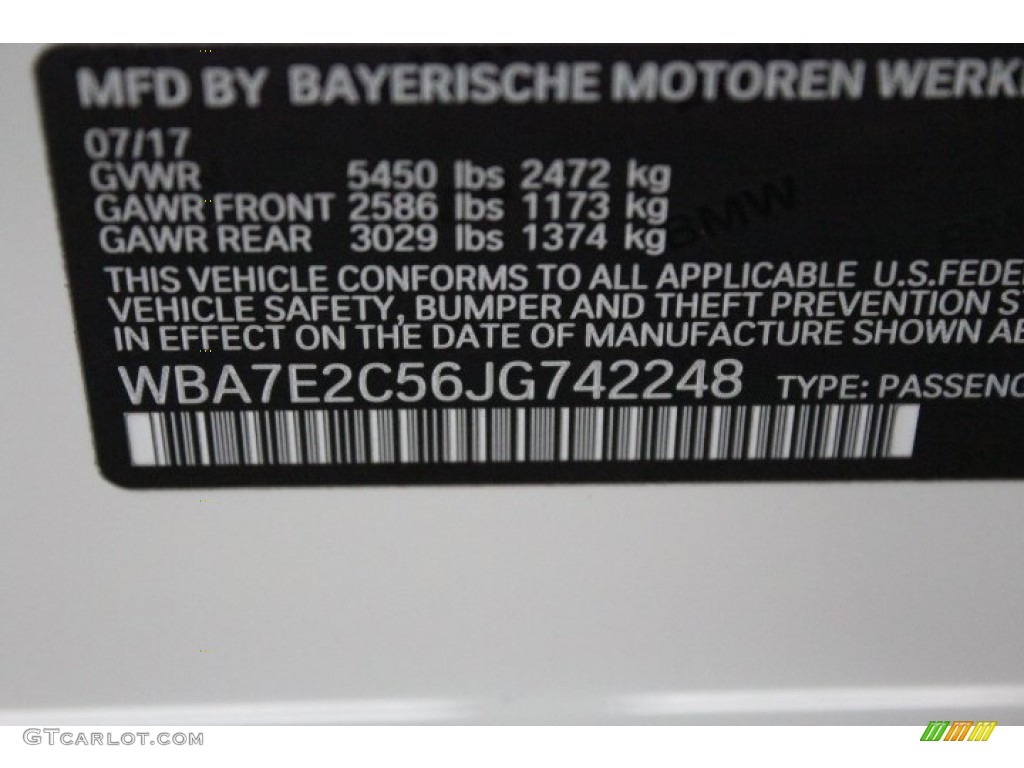 MFD BY BAYERISCHE MOTOREN
07/17
GVWR 5450 lbs 2472 kg
GAWR FRONT 2586 lbs 1173 kg
GAWR REAR 3029 lbs 1374 kg
BMW
THIS VEHICLE CONFORMS TO ALL APPLICABLE U.S.FEDE
VEHICLE SAFETY, BUMPER AND THEFT PREVENTION S
IN EFFECT ON THE DATE OF MANUFACTURE SHOWN AB
WBA7E2C56JG742248 TYPE: PASSENG
GTCARLOT.COM